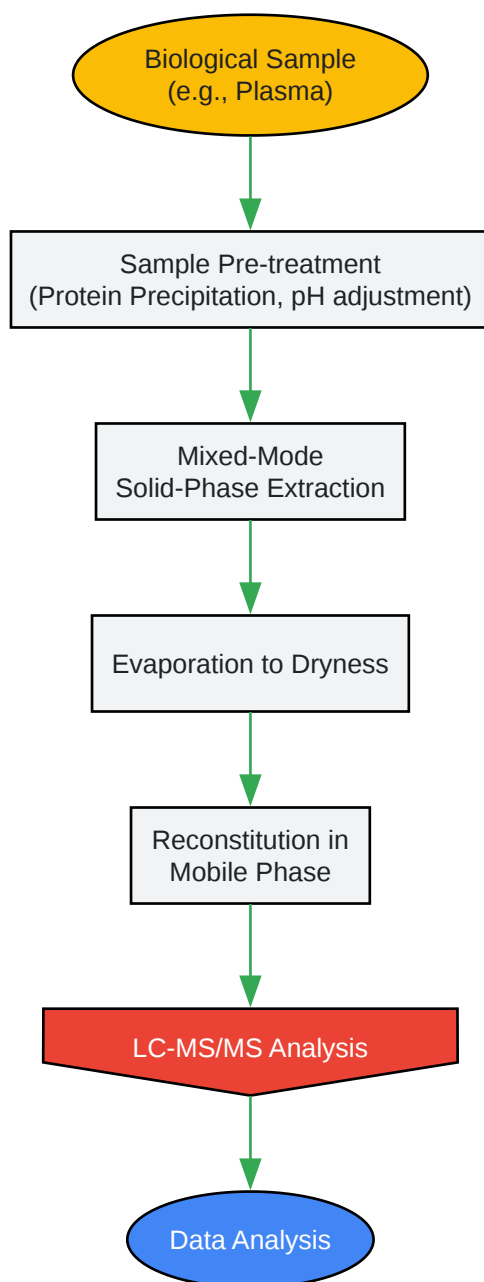 Biological Sample
(e.g., Plasma)
Sample Pre-treatment
(Protein Precipitation, pH adjustment)
Mixed-Mode
Solid-Phase Extraction
Evaporation to Dryness
Reconstitution in
Mobile Phase
LC-MS/MS Analysis
Data Analysis